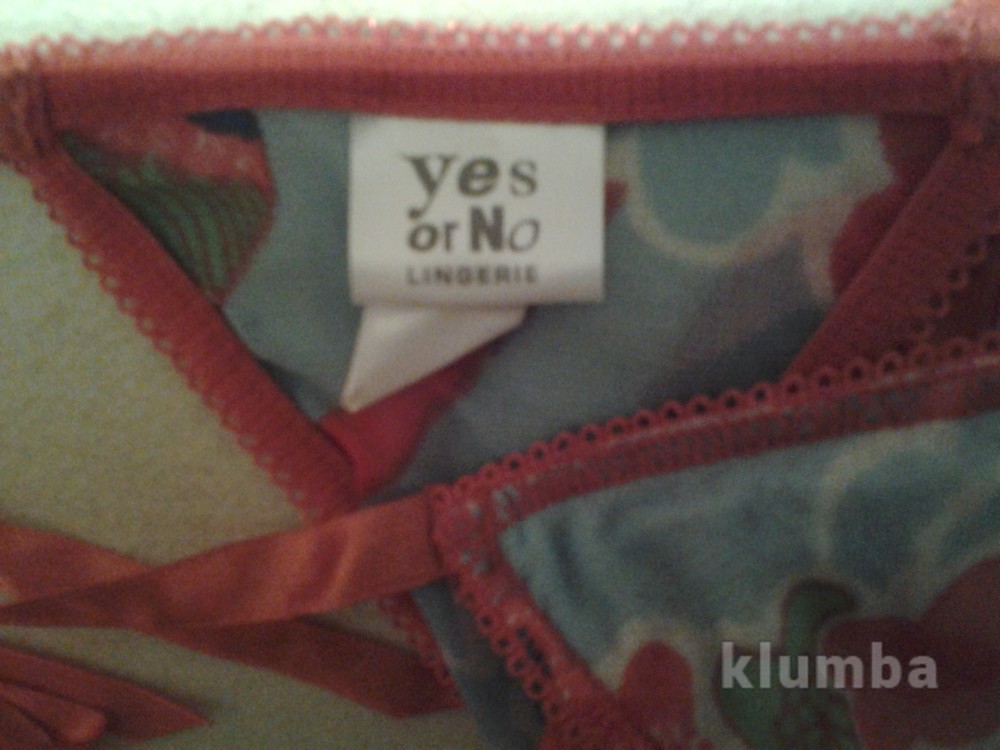 yes
or No
LINGERIE
klumba